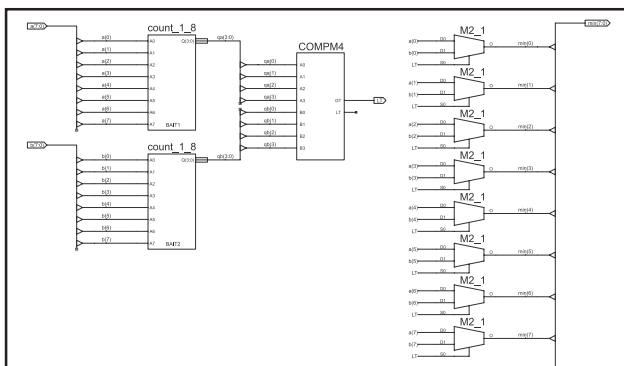 a(7:0)
count_1_8
a(0) A0 Q(3:0) qa(3:0)
a(1) A1
a(2) A2
a(3) A3
a(4) A4
a(5) A5
a(6) A6
a(7) A7
BAIT1
b(7:0)
count_1_8
b(0) A0 Q(3:0) qb(3:0)
b(1) A1
b(2) A2
b(3) A3
b(4) A4
b(5) A5
b(6) A6
b(7) A7
BAIT2
COMPM4
qa(0) A0
qa(1) A1
qa(2) A2
qa(3) A3
qb(0) B0
qb(1) B1
qb(2) B2
qb(3) B3
GT LT
LT
min(7:0)
M2_1
a(0) D0
b(0) D1
LT S0
O min(0)
M2_1
a(1) D0
b(1) D1
LT S0
O min(1)
M2_1
a(2) D0
b(2) D1
LT S0
O min(2)
M2_1
a(3) D0
b(3) D1
LT S0
O min(3)
M2_1
a(4) D0
b(4) D1
LT S0
O min(4)
M2_1
a(5) D0
b(5) D1
LT S0
O min(5)
M2_1
a(6) D0
b(6) D1
LT S0
O min(6)
M2_1
a(7) D0
b(7) D1
LT S0
O min(7)